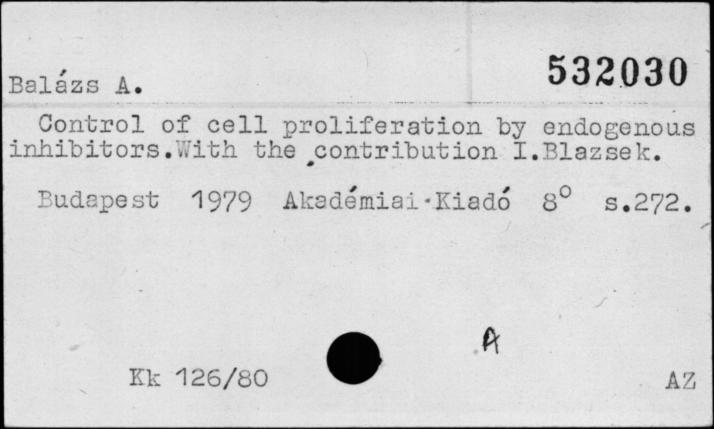 532030
Balázs A.
Control of cell proliferation by endogenous
inhibitors.With the contribution I.Blazsek.
Budapest 1979 Akadémiai Kiadó 8° s.272.
A
Kk 126/80
AZ